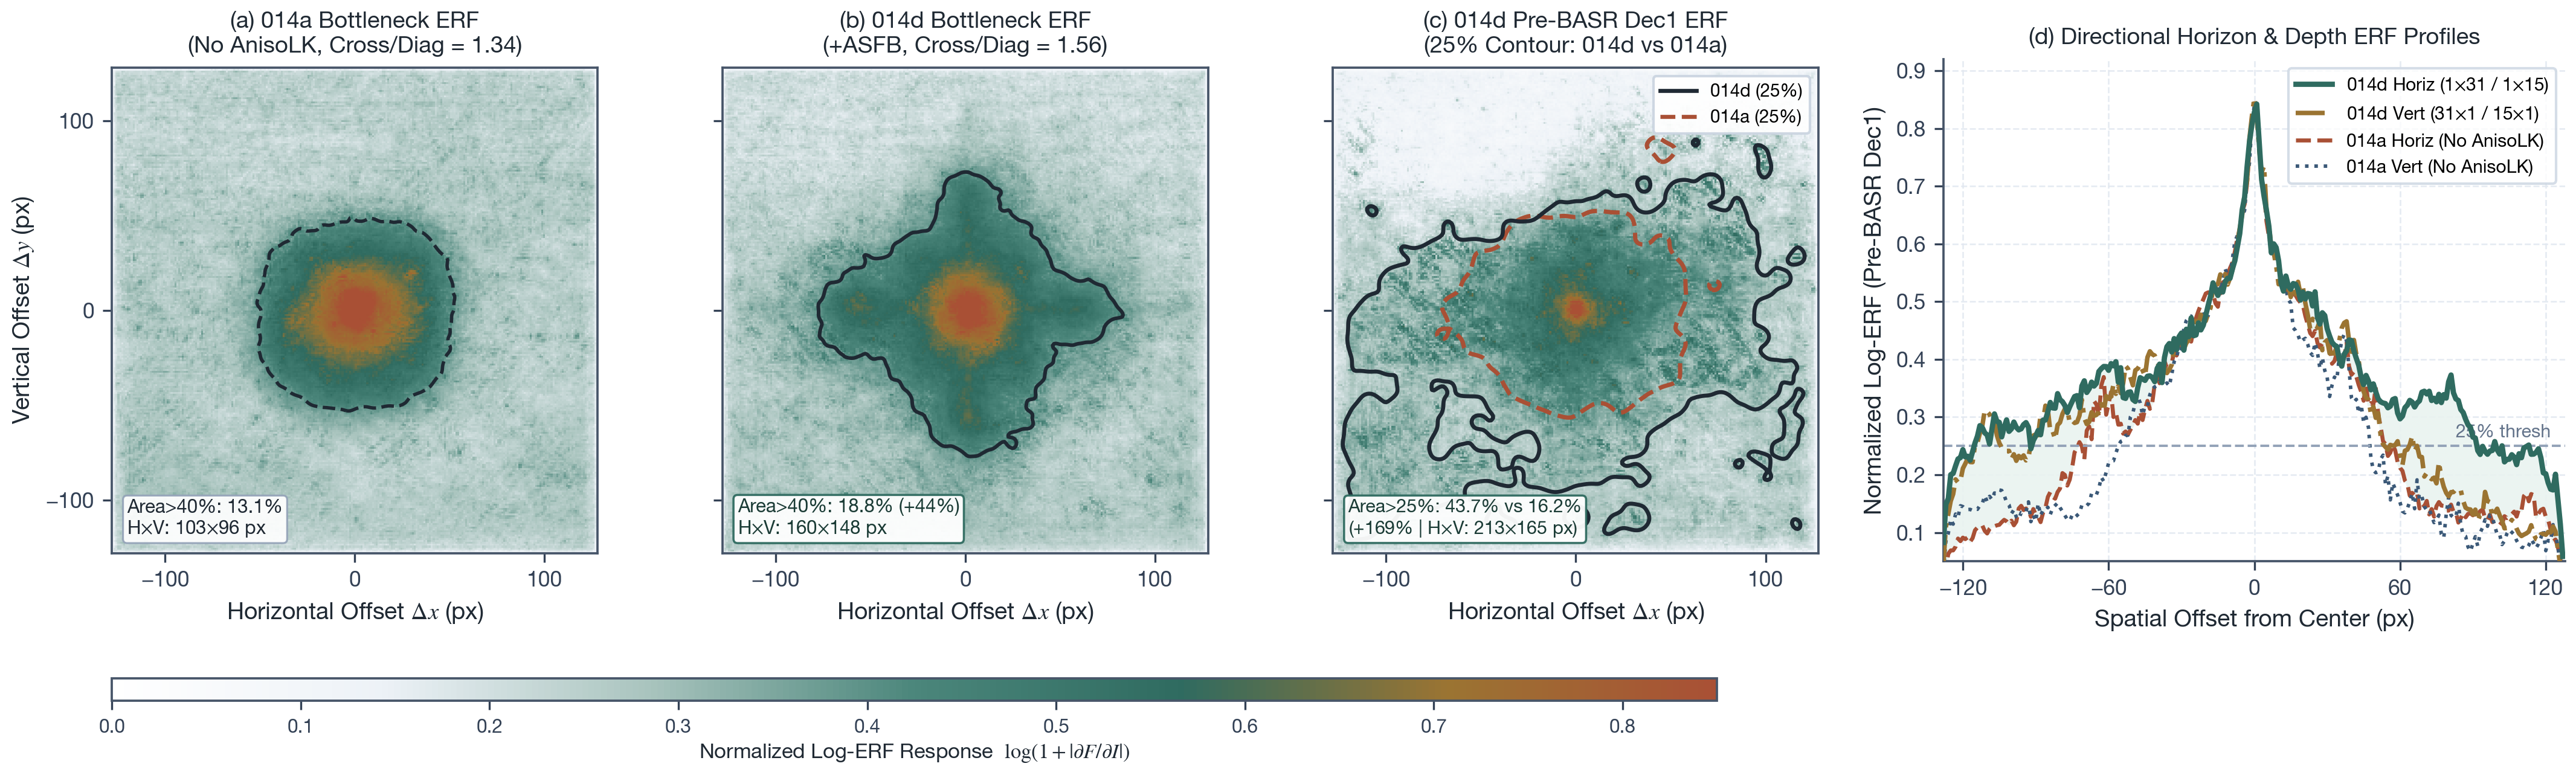 (a) 014a Bottleneck ERF
(No AnisoLK, Cross/Diag = 1.34)
100
0
−100
Vertical Offset Δy (px)
Area>40%: 13.1%
H×V: 103×96 px
−100
0
100
Horizontal Offset Δx (px)
(b) 014d Bottleneck ERF
(+ASFB, Cross/Diag = 1.56)
Area>40%: 18.8% (+44%)
H×V: 160×148 px
−100
0
100
Horizontal Offset Δx (px)
(c) 014d Pre-BASR Dec1 ERF
(25% Contour: 014d vs 014a)
014d (25%)
014a (25%)
Area>25%: 43.7% vs 16.2%
(+169% | H×V: 213×165 px)
−100
0
100
Horizontal Offset Δx (px)
(d) Directional Horizon & Depth ERF Profiles
014d Horiz (1×31 / 1×15)
014d Vert (31×1 / 15×1)
014a Horiz (No AnisoLK)
014a Vert (No AnisoLK)
25% thresh
0.9
0.8
0.7
0.6
0.5
0.4
0.3
0.2
0.1
Normalized Log-ERF (Pre-BASR Dec1)
−120
−60
0
60
120
Spatial Offset from Center (px)
0.0
0.1
0.2
0.3
0.4
0.5
0.6
0.7
0.8
Normalized Log-ERF Response log(1 + |∂F/∂I|)